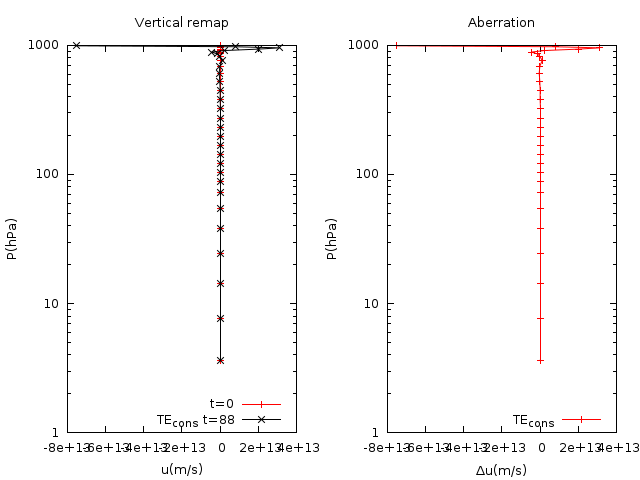 Vertical remap
1000
100
10
1
P(hPa)
t=0
TEcons t=88
-8e+13 -6e+13 -4e+13 -2e+13 0 2e+13 4e+13
u(m/s)
Aberration
1000
100
10
1
P(hPa)
TEcons
-8e+13 -6e+13 -4e+13 -2e+13 0 2e+13 4e+13
Δu(m/s)